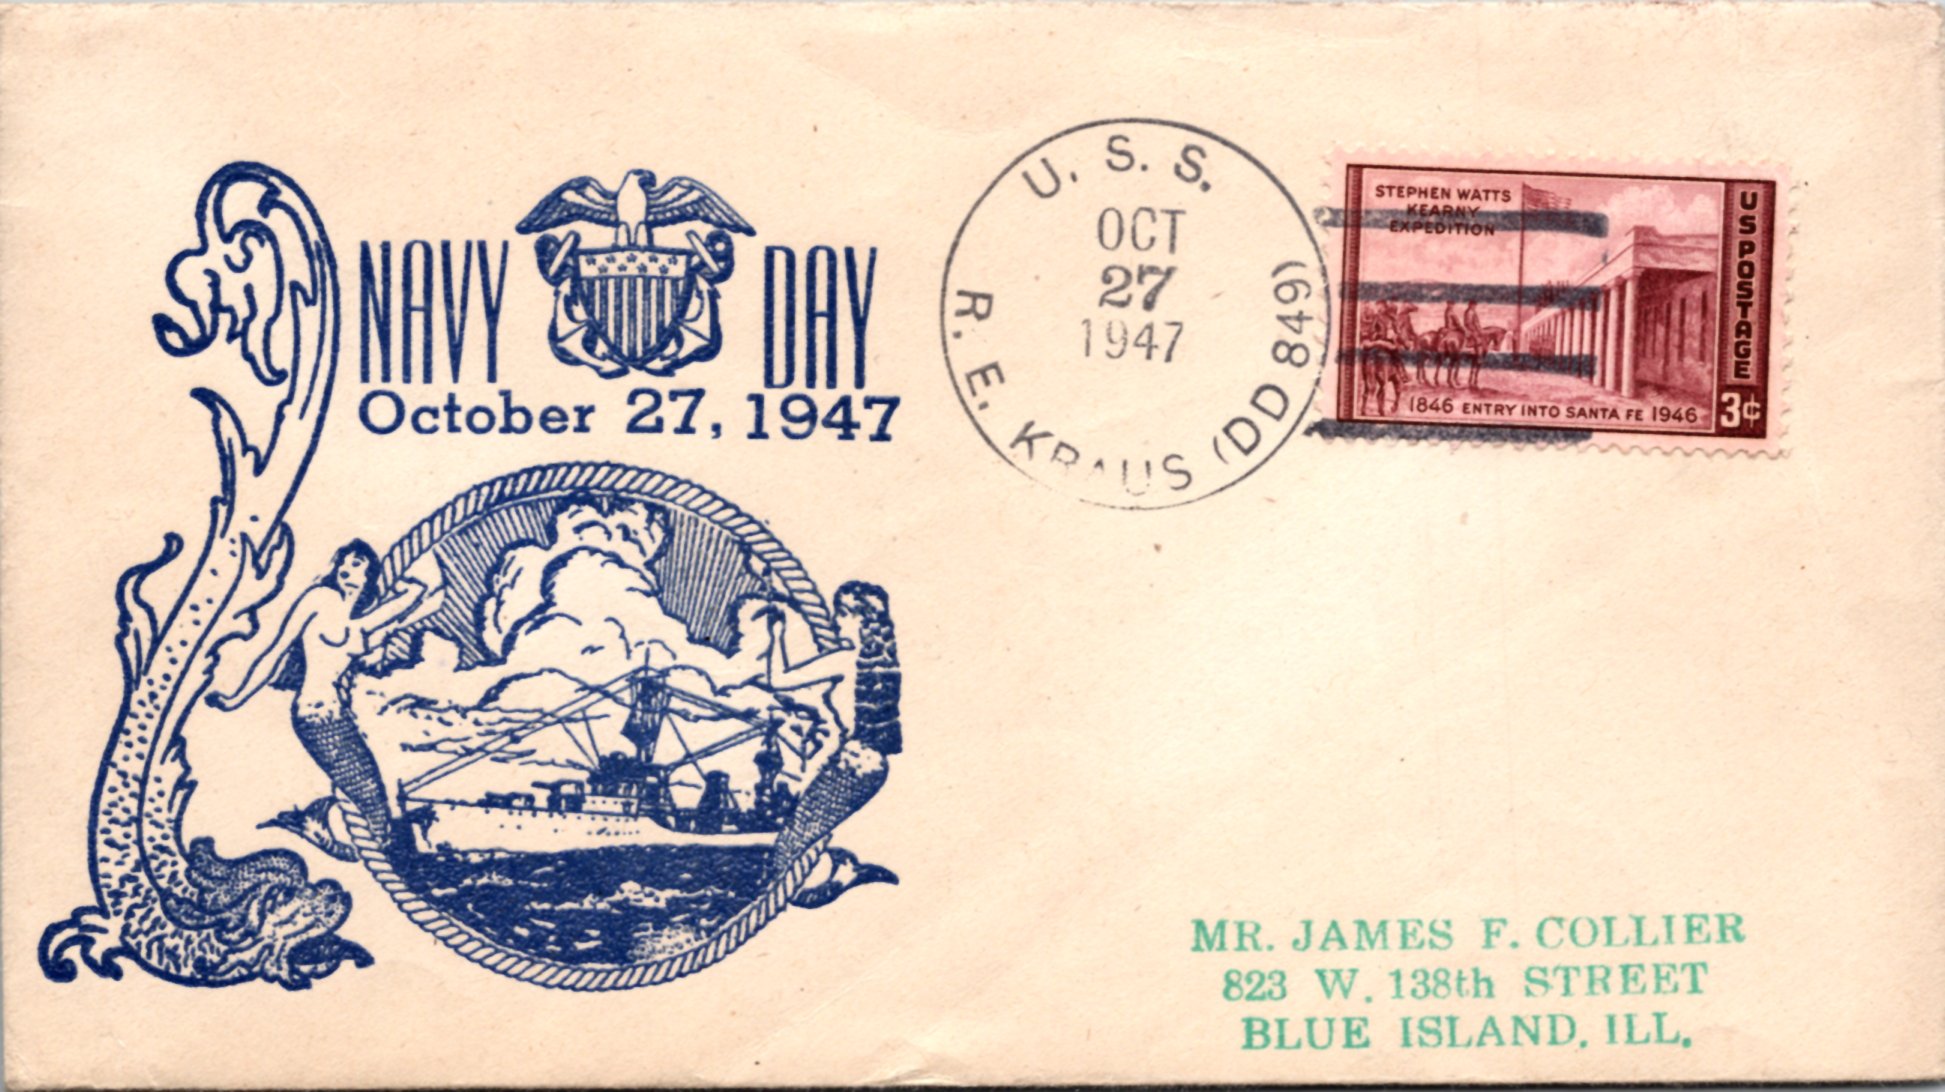 NAVY DAY
October 27, 1947
U. S. S.
R. E. KRAUS (DD 849)
OCT
27
1947
STEPHEN WATTS
KEARNY
EXPEDITION
US POSTAGE
1846 ENTRY INTO SANTA FE 1946
3¢
MR. JAMES F. COLLIER
823 W. 138th STREET
BLUE ISLAND, ILL.